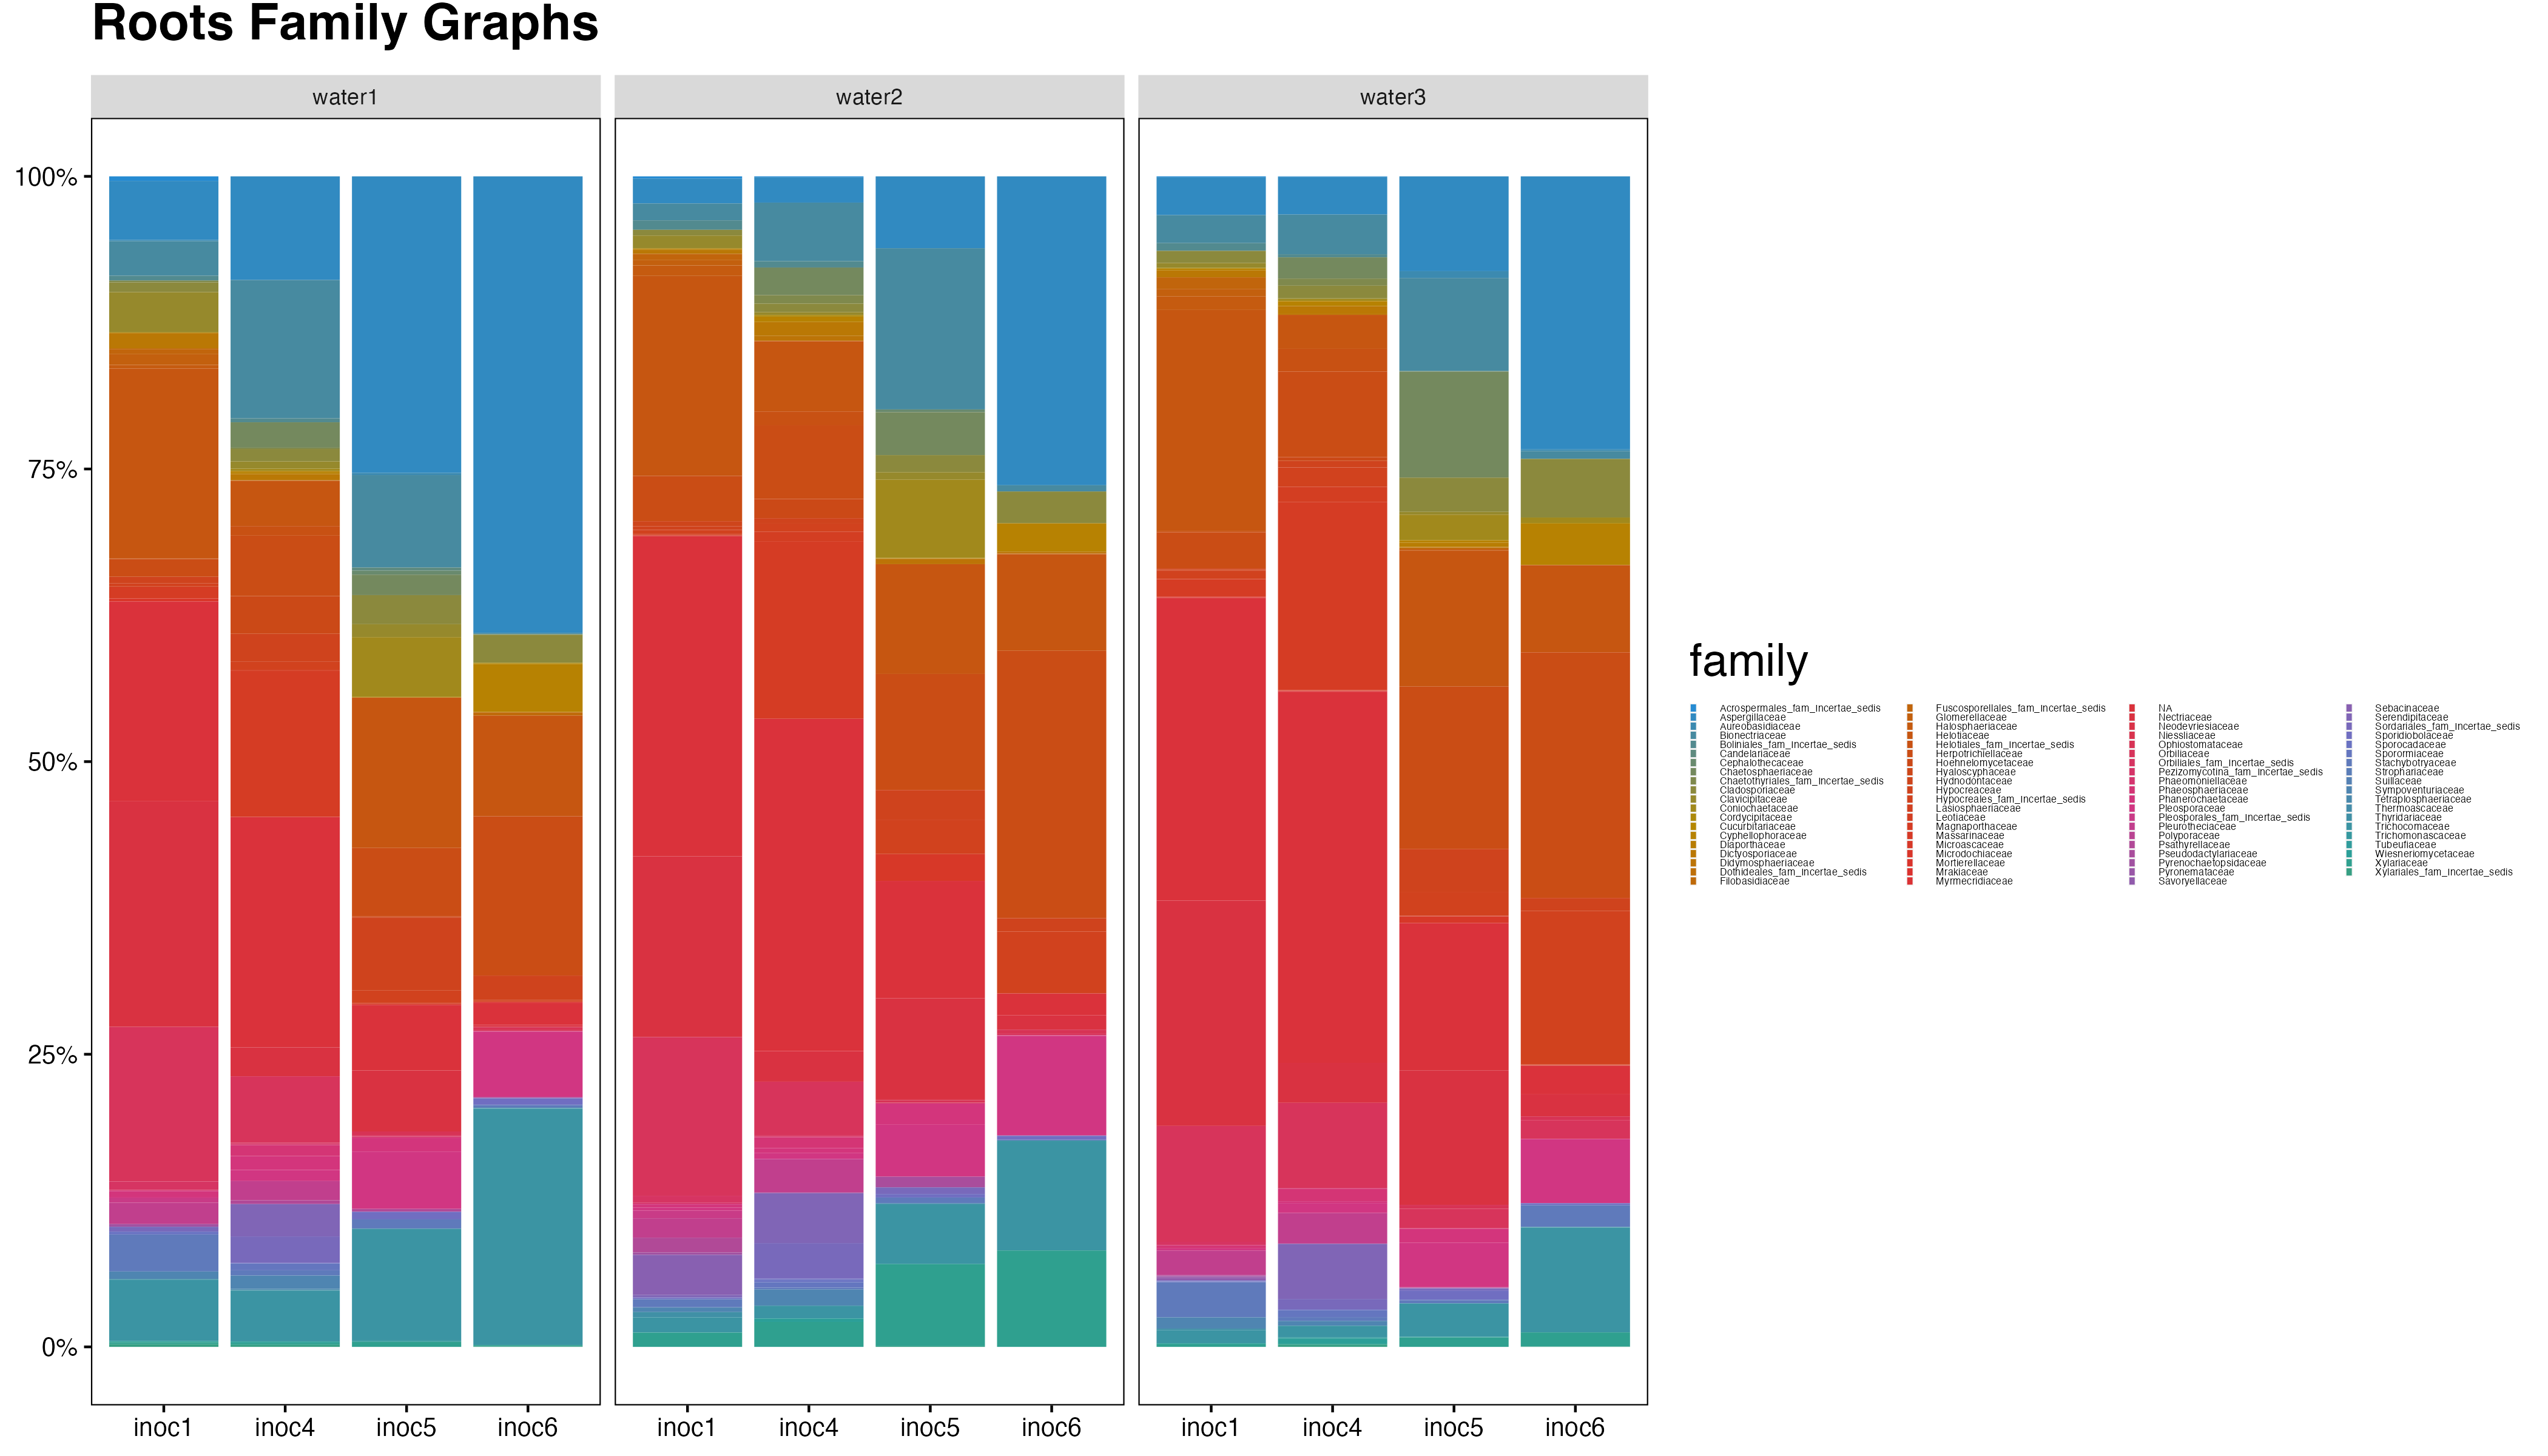 Roots Family Graphs
water1
water2
water3
100%
75%
50%
25%
0%
inoc1
inoc4
inoc5
inoc6
inoc1
inoc4
inoc5
inoc6
inoc1
inoc4
inoc5
inoc6
family
Acrospermales_fam_Incertae_sedis
Aspergillaceae
Aureobasidiaceae
Bionectriaceae
Boliniales_fam_Incertae_sedis
Candelariaceae
Cephalothecaceae
Chaetosphaeriaceae
Chaetothyriales_fam_Incertae_sedis
Cladosporiaceae
Clavicipitaceae
Coniochaetaceae
Cordycipitaceae
Cucurbitariaceae
Cyphellophoraceae
Diaporthaceae
Dictyosporiaceae
Didymosphaeriaceae
Dothideales_fam_Incertae_sedis
Filobasidiaceae
Fuscosporellales_fam_Incertae_sedis
Glomerellaceae
Halosphaeriaceae
Helotiaceae
Helotiales_fam_Incertae_sedis
Herpotrichiellaceae
Hoehnelomycetaceae
Hyaloscyphaceae
Hydnodontaceae
Hypocreaceae
Hypocreales_fam_Incertae_sedis
Lasiosphaeriaceae
Leotiaceae
Magnaporthaceae
Massarinaceae
Microascaceae
Microdochiaceae
Mortierellaceae
Mrakiaceae
Myrmecridiaceae
NA
Nectriaceae
Neodevriesiaceae
Niessliaceae
Ophiostomataceae
Orbiliaceae
Orbiliales_fam_Incertae_sedis
Pezizomycotina_fam_Incertae_sedis
Phaeomoniellaceae
Phaeosphaeriaceae
Phanerochaetaceae
Pleosporaceae
Pleosporales_fam_Incertae_sedis
Pleurotheciaceae
Polyporaceae
Psathyrellaceae
Pseudodactylariaceae
Pyrenochaetopsidaceae
Pyronemataceae
Savoryellaceae
Sebacinaceae
Serendipitaceae
Sordariales_fam_Incertae_sedis
Sporidiobolaceae
Sporocadaceae
Sporormiaceae
Stachybotryaceae
Strophariaceae
Suillaceae
Sympoventuriaceae
Tetraplosphaeriaceae
Thermoascaceae
Thyridariaceae
Trichocomaceae
Trichomonascaceae
Tubeufiaceae
Wiesneriomycetaceae
Xylariaceae
Xylariales_fam_Incertae_sedis